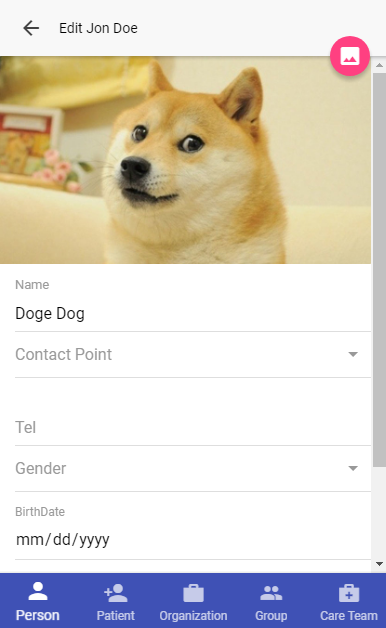 Edit Jon Doe
Name
Doge Dog
Contact Point
Tel
Gender
BirthDate
mm/dd/yyyy
Person Patient Organization Group Care Team